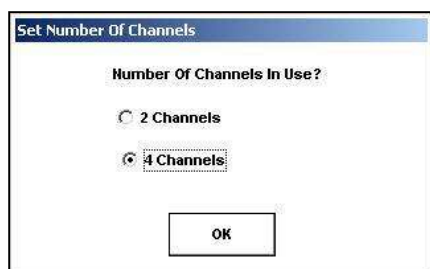 Set Number Of Channels
Number Of Channels In Use?
2 Channels
4 Channels
OK